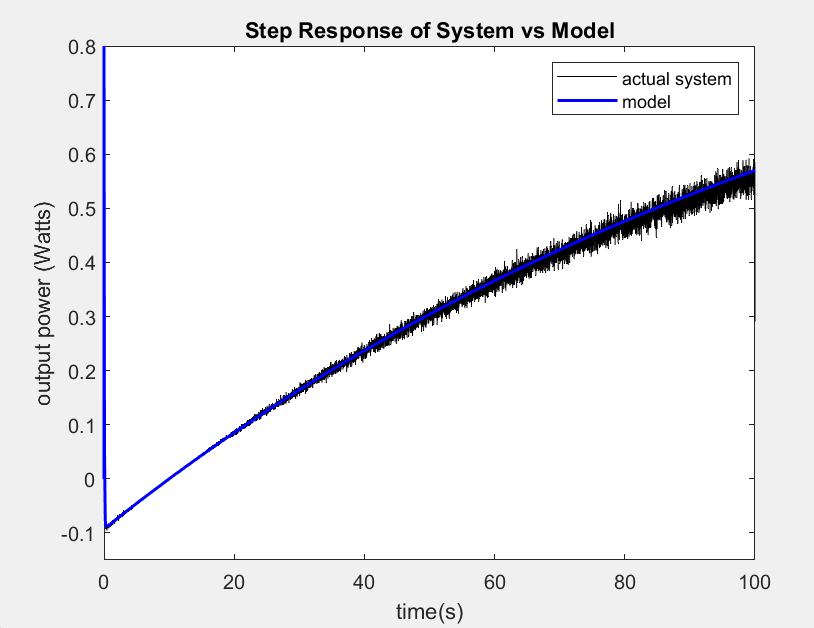 Step Response of System vs Model
actual system
model
output power (Watts)
0.8
0.7
0.6
0.5
0.4
0.3
0.2
0.1
0
-0.1
0 20 40 60 80 100
time(s)